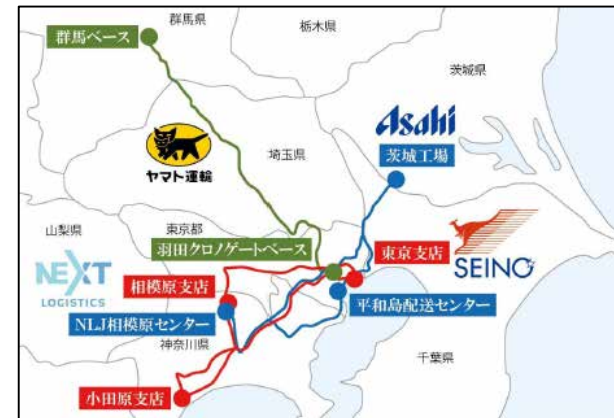 群馬県
栃木県
群馬ベース
茨城県
Asahi
茨城工場
埼玉県
ヤマト運輸
山梨県
東京都
羽田クロノゲートベース
東京支店
SEINO
NEXT
LOGISTICS
相模原支店
NLJ相模原センター
平和島配送センター
神奈川県
千葉県
小田原支店